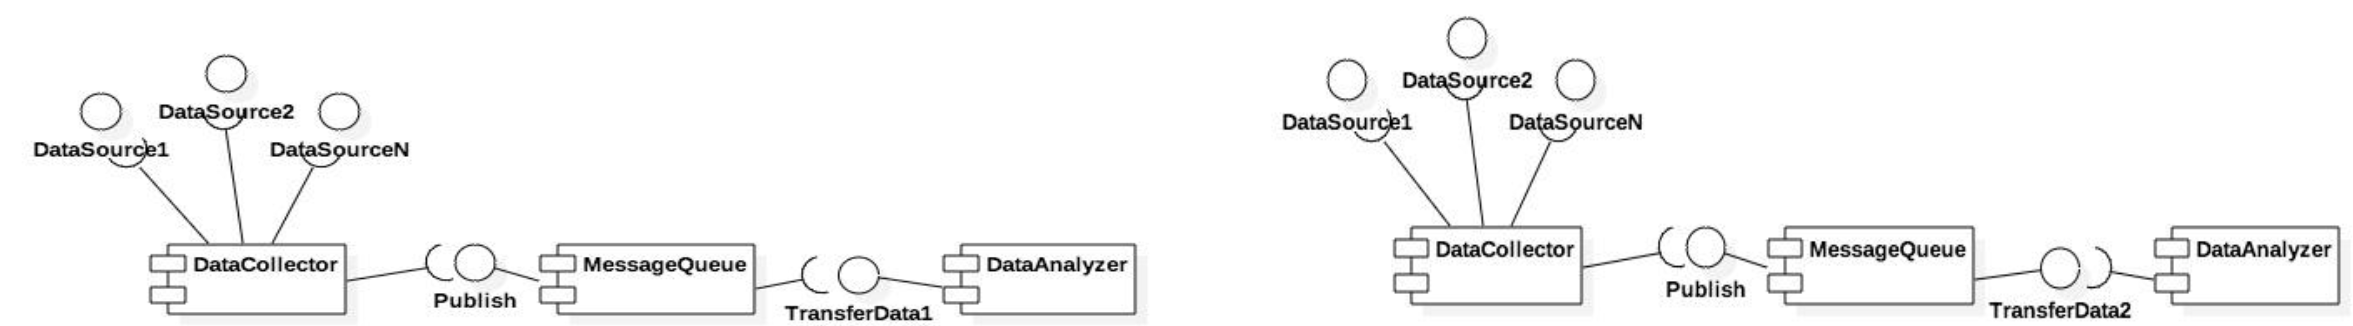 DataSource2
DataSource1
DataSourceN
DataCollector
MessageQueue
DataAnalyzer
Publish
TransferData1
DataSource2
DataSource1
DataSourceN
DataCollector
MessageQueue
DataAnalyzer
Publish
TransferData2